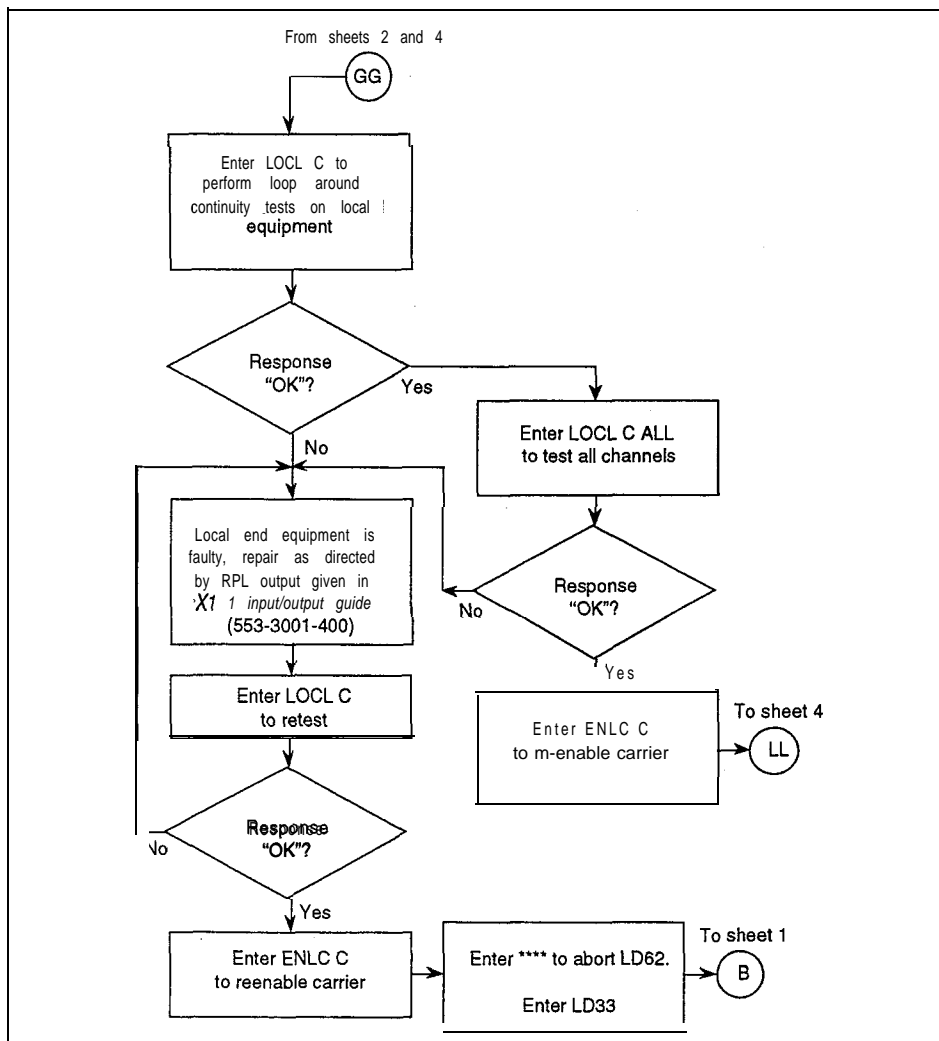 From sheets 2 and 4
GG
Enter LOCL C to
perform loop around
continuity tests on local
equipment
Response
"OK"?
Yes
No
Enter LOCL C ALL
to test all channels
Local end equipment is
faulty, repair as directed
by RPL output given in
X1 1 input/output guide
(553-3001-400)
Response
"OK"?
No
Yes
Enter LOCL C
to retest
Enter ENLC C
to m-enable carrier
To sheet 4
LL
Response
"OK"?
No
Yes
Enter ENLC C
to reenable carrier
Enter **** to abort LD62.
Enter LD33
To sheet 1
B